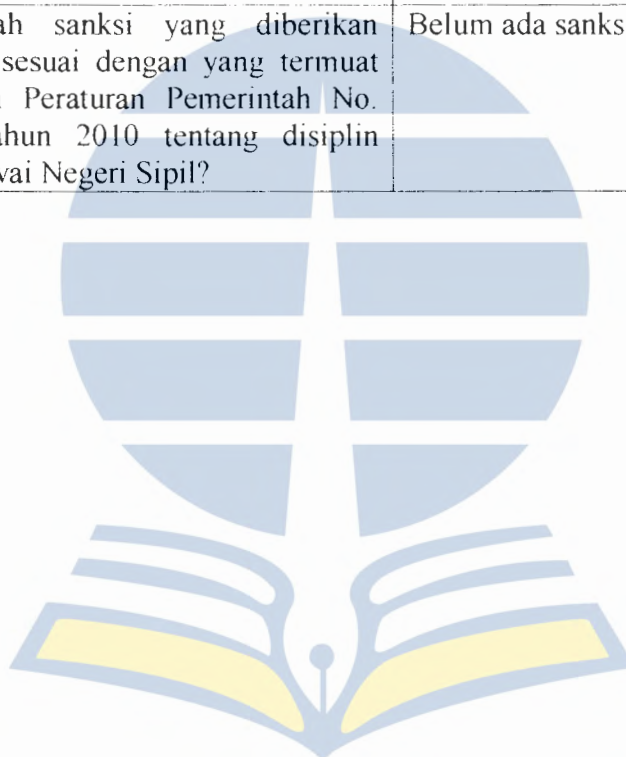 ah sanksi yang diberikan Belum ada sanks
sesuai dengan yang termuat
Peraturan Pemerintah No.
ahun 2010 tentang disiplin
vai Negeri Sipil?